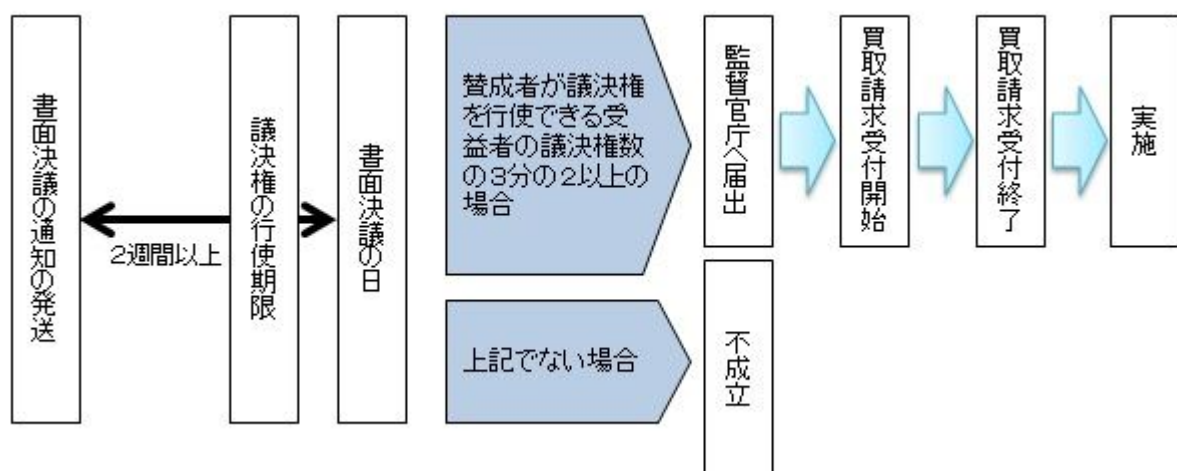 書面決議の通知の発送
2週間以上
議決権の行使期限
書面決議の日
賛成者が議決権
を行使できる受
益者の議決権数
の3分の2以上の
場合
上記でない場合
監督官庁へ届出
不成立
買取請求受付開始
買取請求受付終了
実施